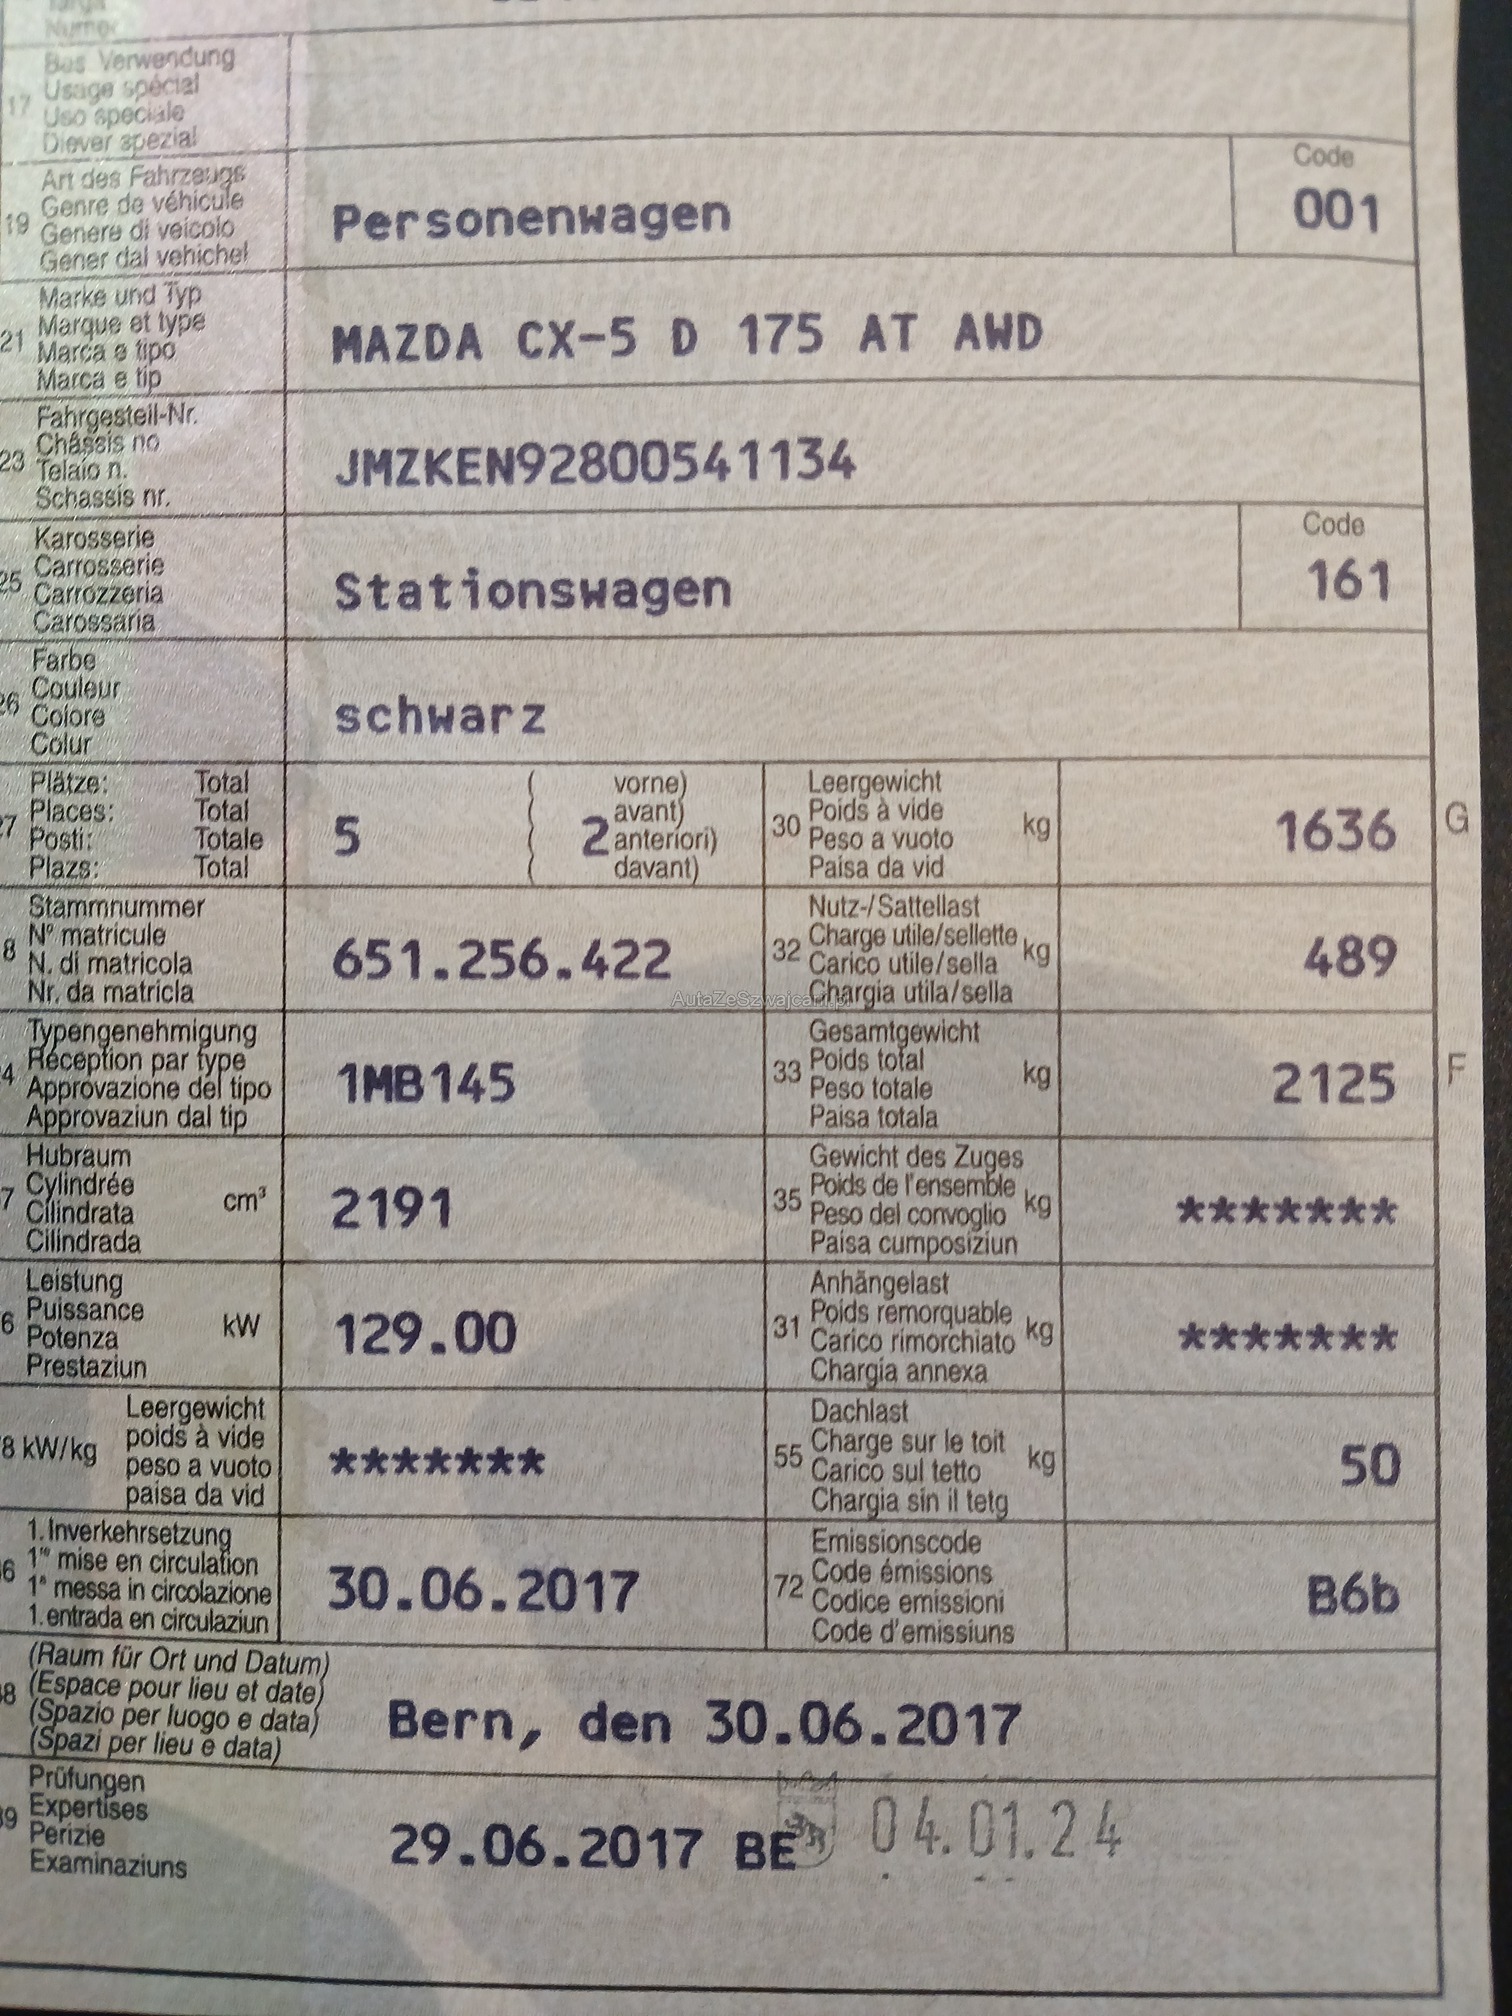 Targa
Numer
17 Bes Verwendung
Usage spécial
Uso speciale
Diever spezial
19 Art des Fahrzeugs
Genre de véhicule
Genere di veicolo
Gener dal vehichel
Personenwagen
Code
001
21 Marke und Typ
Marque et type
Marca e tipo
Marca e tip
MAZDA CX-5 D 175 AT AWD
23 Fahrgestell-Nr.
Châssis no
Telaio n.
Schassis nr.
JMZKEN92800541134
25 Karosserie
Carrosserie
Carrozzeria
Carossaria
Stationswagen
Code
161
26 Farbe
Couleur
Colore
Colur
schwarz
27 Plätze: Total
Places: Total
Posti: Totale
Plazs: Total
5
( vorne)
( avant)
( 2 anteriori)
( davant)
30 Leergewicht
Poids à vide
Peso a vuoto
Paisa da vid
kg
1636
G
8 Stammnummer
N° matricule
N. di matricola
Nr. da matricla
651.256.422
32 Nutz-/Sattellast
Charge utile/sellette
Carico utile/sella
Chargia utila/sella
kg
489
AutaZeSzwajcarii.pl
4 Typengenehmigung
Réception par type
Approvazione del tipo
Approvaziun dal tip
1MB145
33 Gesamtgewicht
Poids total
Peso totale
Paisa totala
kg
2125
F
7 Hubraum
Cylindrée
Cilindrata
Cilindrada
cm³
2191
35 Gewicht des Zuges
Poids de l'ensemble
Peso del convoglio
Paisa cumposiziun
kg
*******
6 Leistung
Puissance
Potenza
Prestaziun
kW
129.00
31 Anhängelast
Poids remorquable
Carico rimorchiato
Chargia annexa
kg
*******
8 kW/kg
Leergewicht
poids à vide
peso a vuoto
paisa da vid
*******
55 Dachlast
Charge sur le toit
Carico sul tetto
Chargia sin il tetg
kg
50
6 1. Inverkehrsetzung
1re mise en circulation
1a messa in circolazione
1. entrada en circulaziun
30.06.2017
72 Emissionscode
Code émissions
Codice emissioni
Code d'emissiuns
B6b
8 (Raum für Ort und Datum)
(Espace pour lieu et date)
(Spazio per luogo e data)
(Spazi per lieu e data)
Bern, den 30.06.2017
9 Prüfungen
Expertises
Perizie
Examinaziuns
29.06.2017 BE
04.01.24